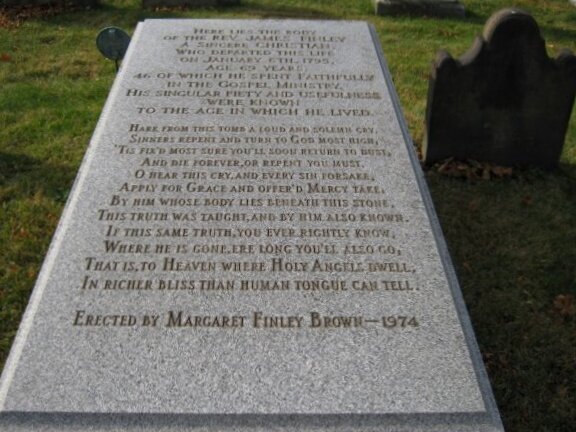 Here lies the body
of the Rev. James Finley
A sincere Christian,
who departed this life
on January 6th, 1795,
Age 69 years,
46 of which he spent Faithfully
in the Gospel Ministry.
His singular piety and usefulness
were known
to the age in which he lived.
Hare from this tomb a loud and solemn cry,
Sinners repent and turn to God most high,
'Tis fix'd most sure you'll soon return to dust,
And die forever, or repent you must.
O hear this cry, and every sin forsake,
Apply for Grace and offer'd Mercy take,
By him whose body lies beneath this stone,
This truth was taught, and by him also known.
If this same truth, you ever rightly know,
Where he is gone, ere long you'll also go,
That is, to Heaven where Holy Angels dwell,
In richer bliss than human tongue can tell.
Erected by Margaret Finley Brown—1974